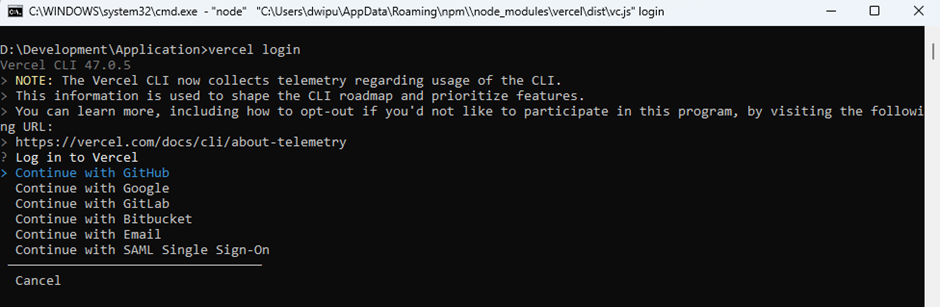 C:\WINDOWS\system32\cmd.exe - "node" "C:\Users\dwipu\AppData\Roaming\npm\\node_modules\vercel\dist\vc.js" login
D:\Development\Application>vercel login
Vercel CLI 47.0.5
> NOTE: The Vercel CLI now collects telemetry regarding usage of the CLI.
> This information is used to shape the CLI roadmap and prioritize features.
> You can learn more, including how to opt-out if you'd not like to participate in this program, by visiting the followi
ng URL:
> https://vercel.com/docs/cli/about-telemetry
? Log in to Vercel
> Continue with GitHub
Continue with Google
Continue with GitLab
Continue with Bitbucket
Continue with Email
Continue with SAML Single Sign-On
Cancel